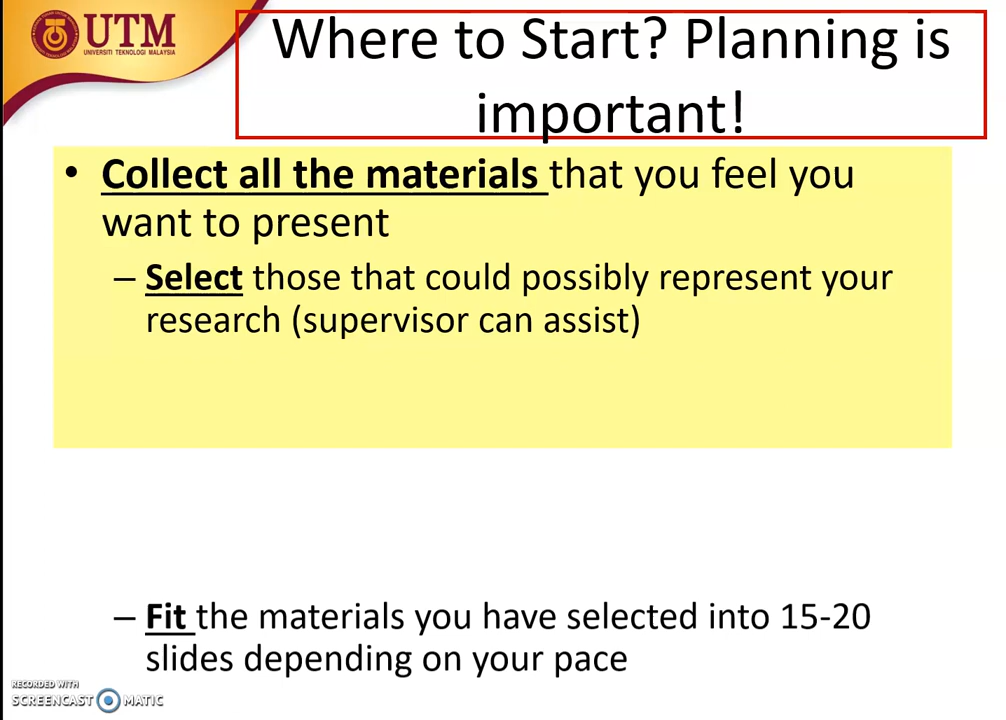 UTM
UNIVERSITI TEKNOLOGI MALAYSIA
Where to Start? Planning is
important!
• Collect all the materials that you feel you
want to present
– Select those that could possibly represent your
research (supervisor can assist)
– Fit the materials you have selected into 15-20
slides depending on your pace
RECORDED WITH
SCREENCAST MATIC